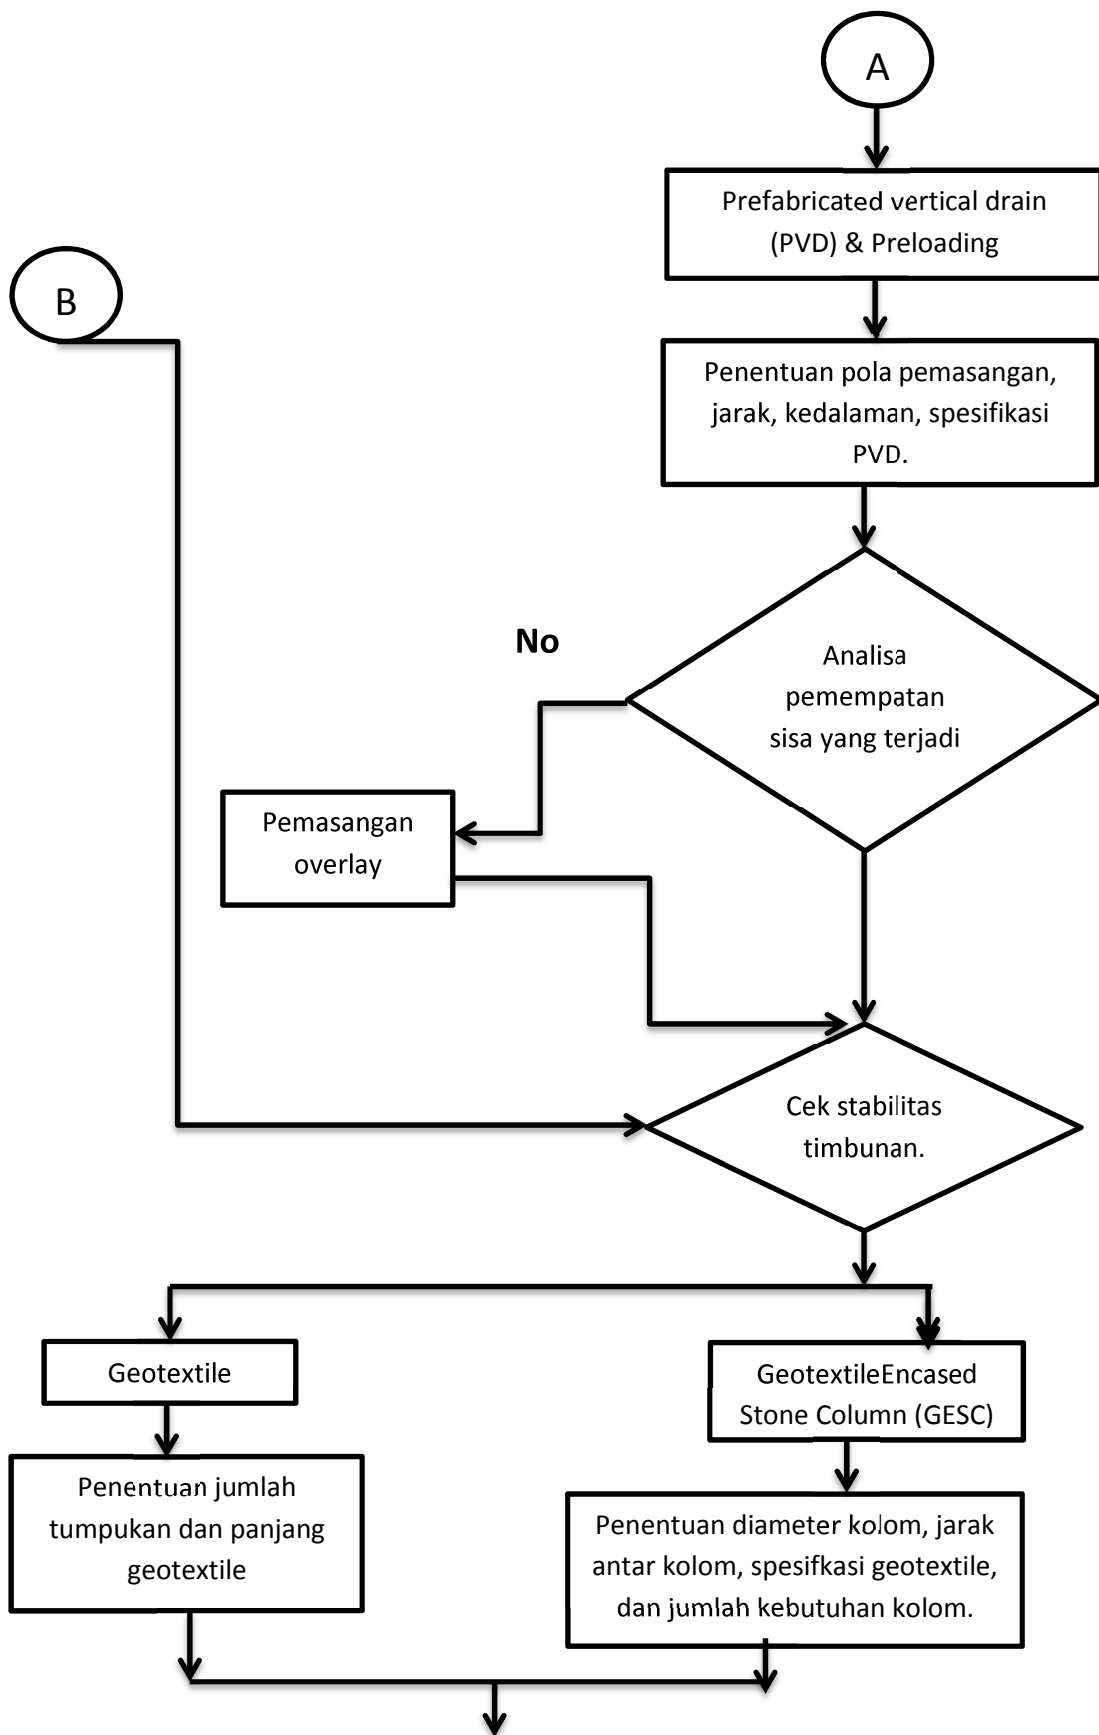 A
Prefabricated vertical drain
(PVD) & Preloading
B
Penentuan pola pemasangan,
jarak, kedalaman, spesifikasi
PVD.
No
Analisa
pemempatan
sisa yang terjadi
Pemasangan
overlay
Cek stabilitas
timbunan.
Geotextile
GeotextileEncased
Stone Column (GESC)
Penentuan jumlah
tumpukan dan panjang
geotextile
Penentuan diameter kolom, jarak
antar kolom, spesifkasi geotextile,
dan jumlah kebutuhan kolom.